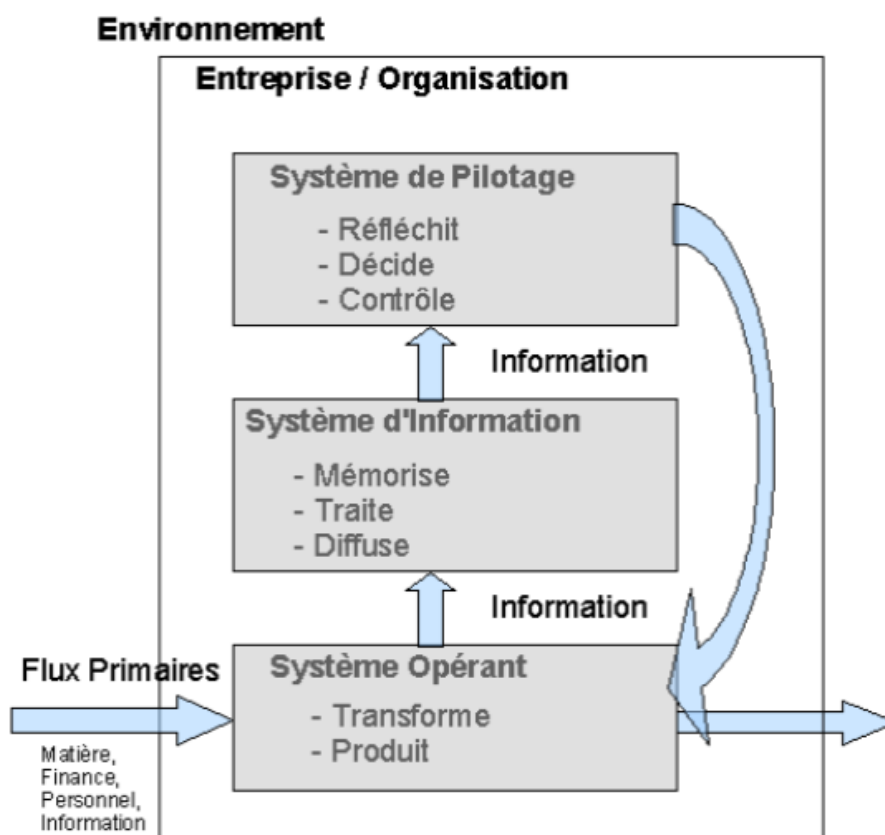 Environnement
Entreprise / Organisation
Système de Pilotage
- Réfléchit
- Décide
- Contrôle
Information
Système d'Information
- Mémorise
- Traite
- Diffuse
Information
Flux Primaires
Système Opérant
- Transforme
- Produit
Matière,
Finance,
Personnel,
Information